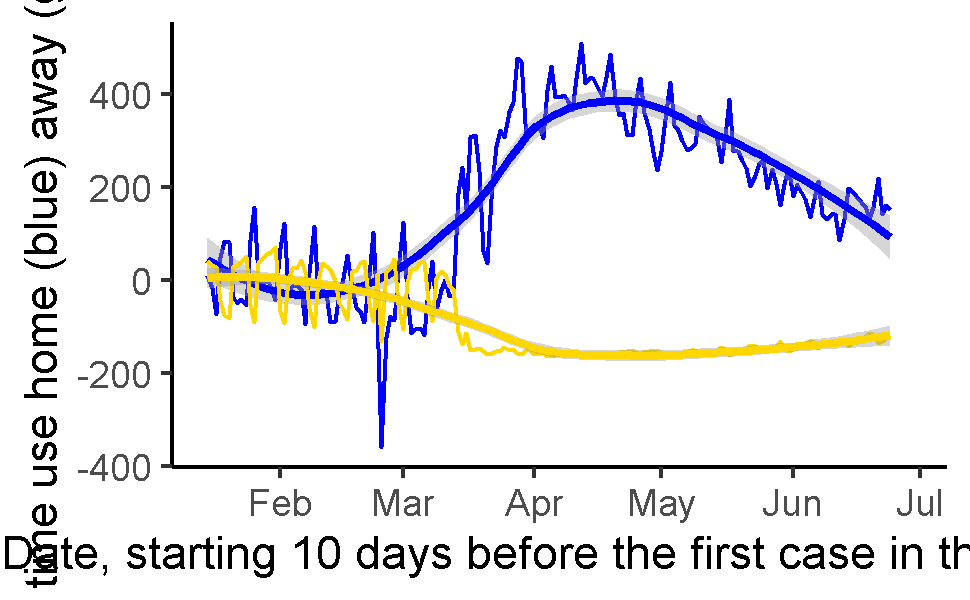 time use home (blue) away (
400
200
0
-200
-400
Feb Mar Apr May Jun Jul
Date, starting 10 days before the first case in th